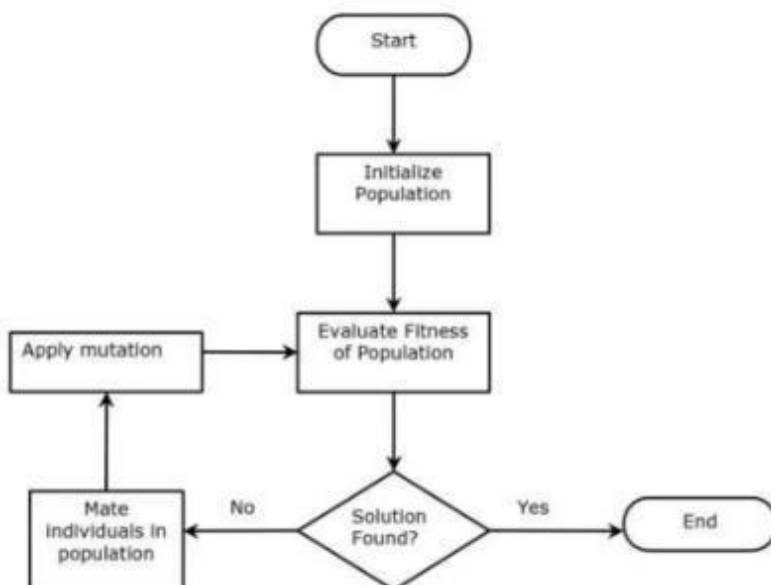 Start
Initialize
Population
Evaluate Fitness
of Population
Apply mutation
Solution
Found?
No
Yes
Mate
individuals in
population
End